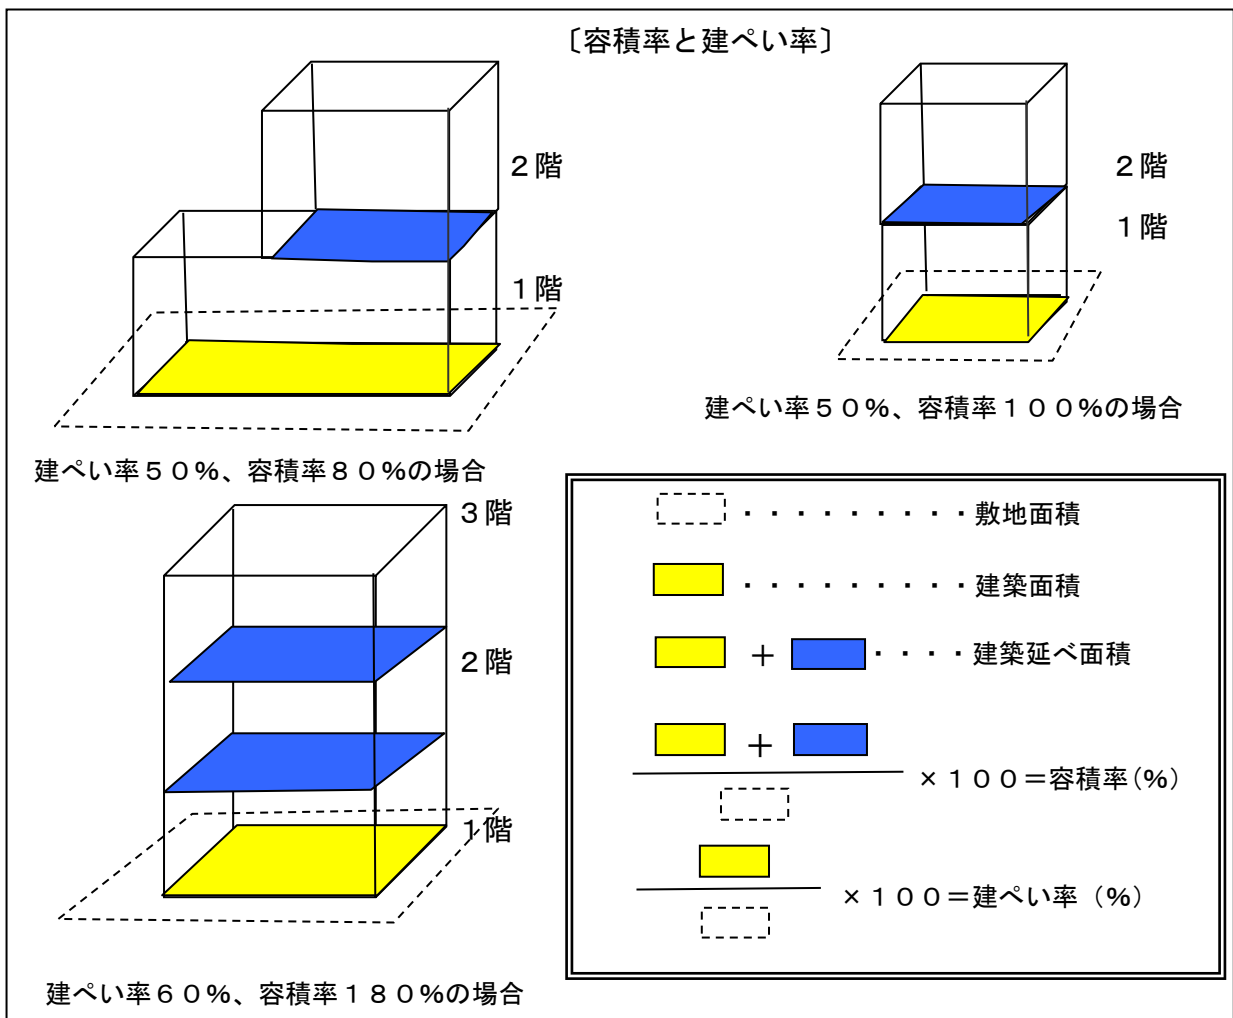 〔容積率と建ぺい率〕
２階
１階
建ぺい率５０%、容積率８０%の場合
２階
１階
建ぺい率５０%、容積率１００%の場合
３階
２階
１階
建ぺい率６０%、容積率１８０%の場合
・・・・・・・・・敷地面積
・・・・・・・・・建築面積
＋・・・・建築延べ面積
＋
×１００＝容積率(%)
×１００＝建ぺい率（%）